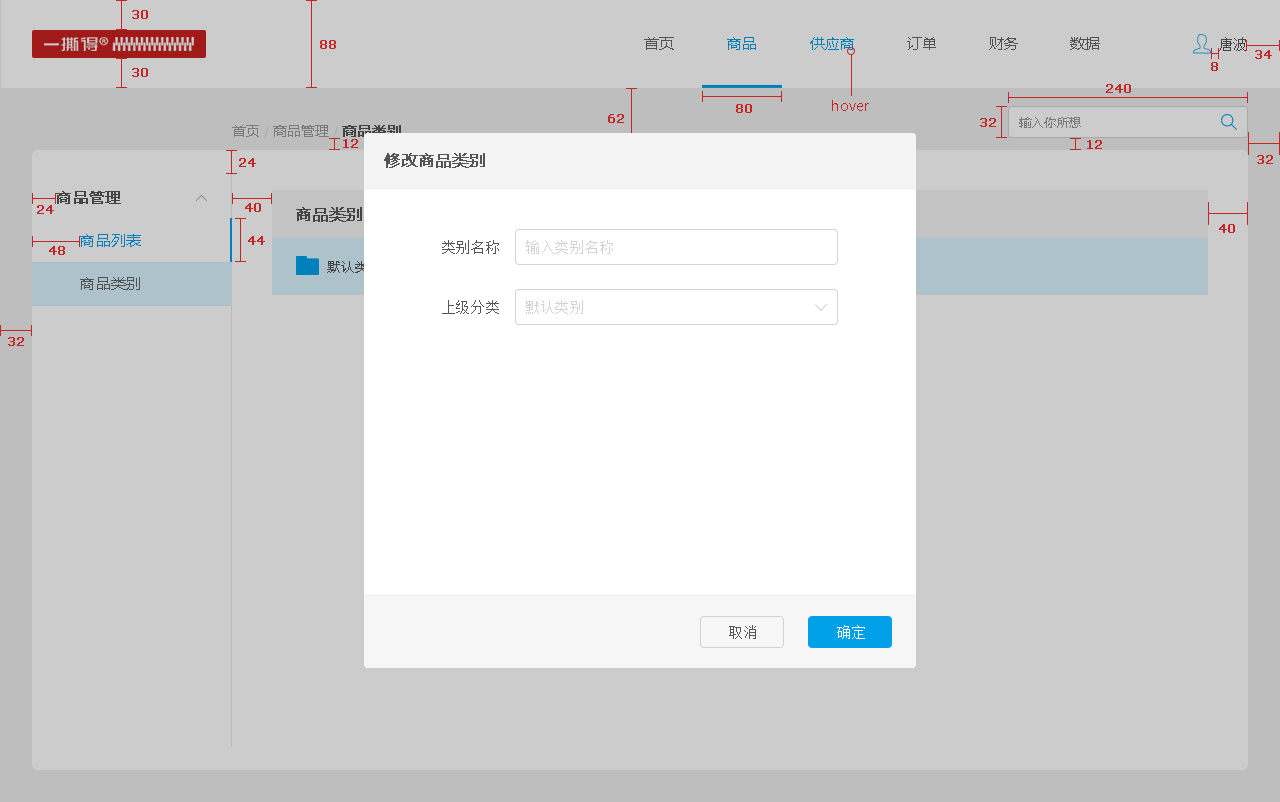 30
一撕得®
88
首页 商品 供应商 订单 财务 数据 唐波
30
8
34
80
hover
240
62
32
输入你所想
首页 / 商品管理 / 商品类别
12
12
32
24
修改商品类别
商品管理
24
40
商品类别
40
44
商品列表
48
类别名称 输入类别名称
默认类
商品类别
上级分类 默认类别
32
取消 确定